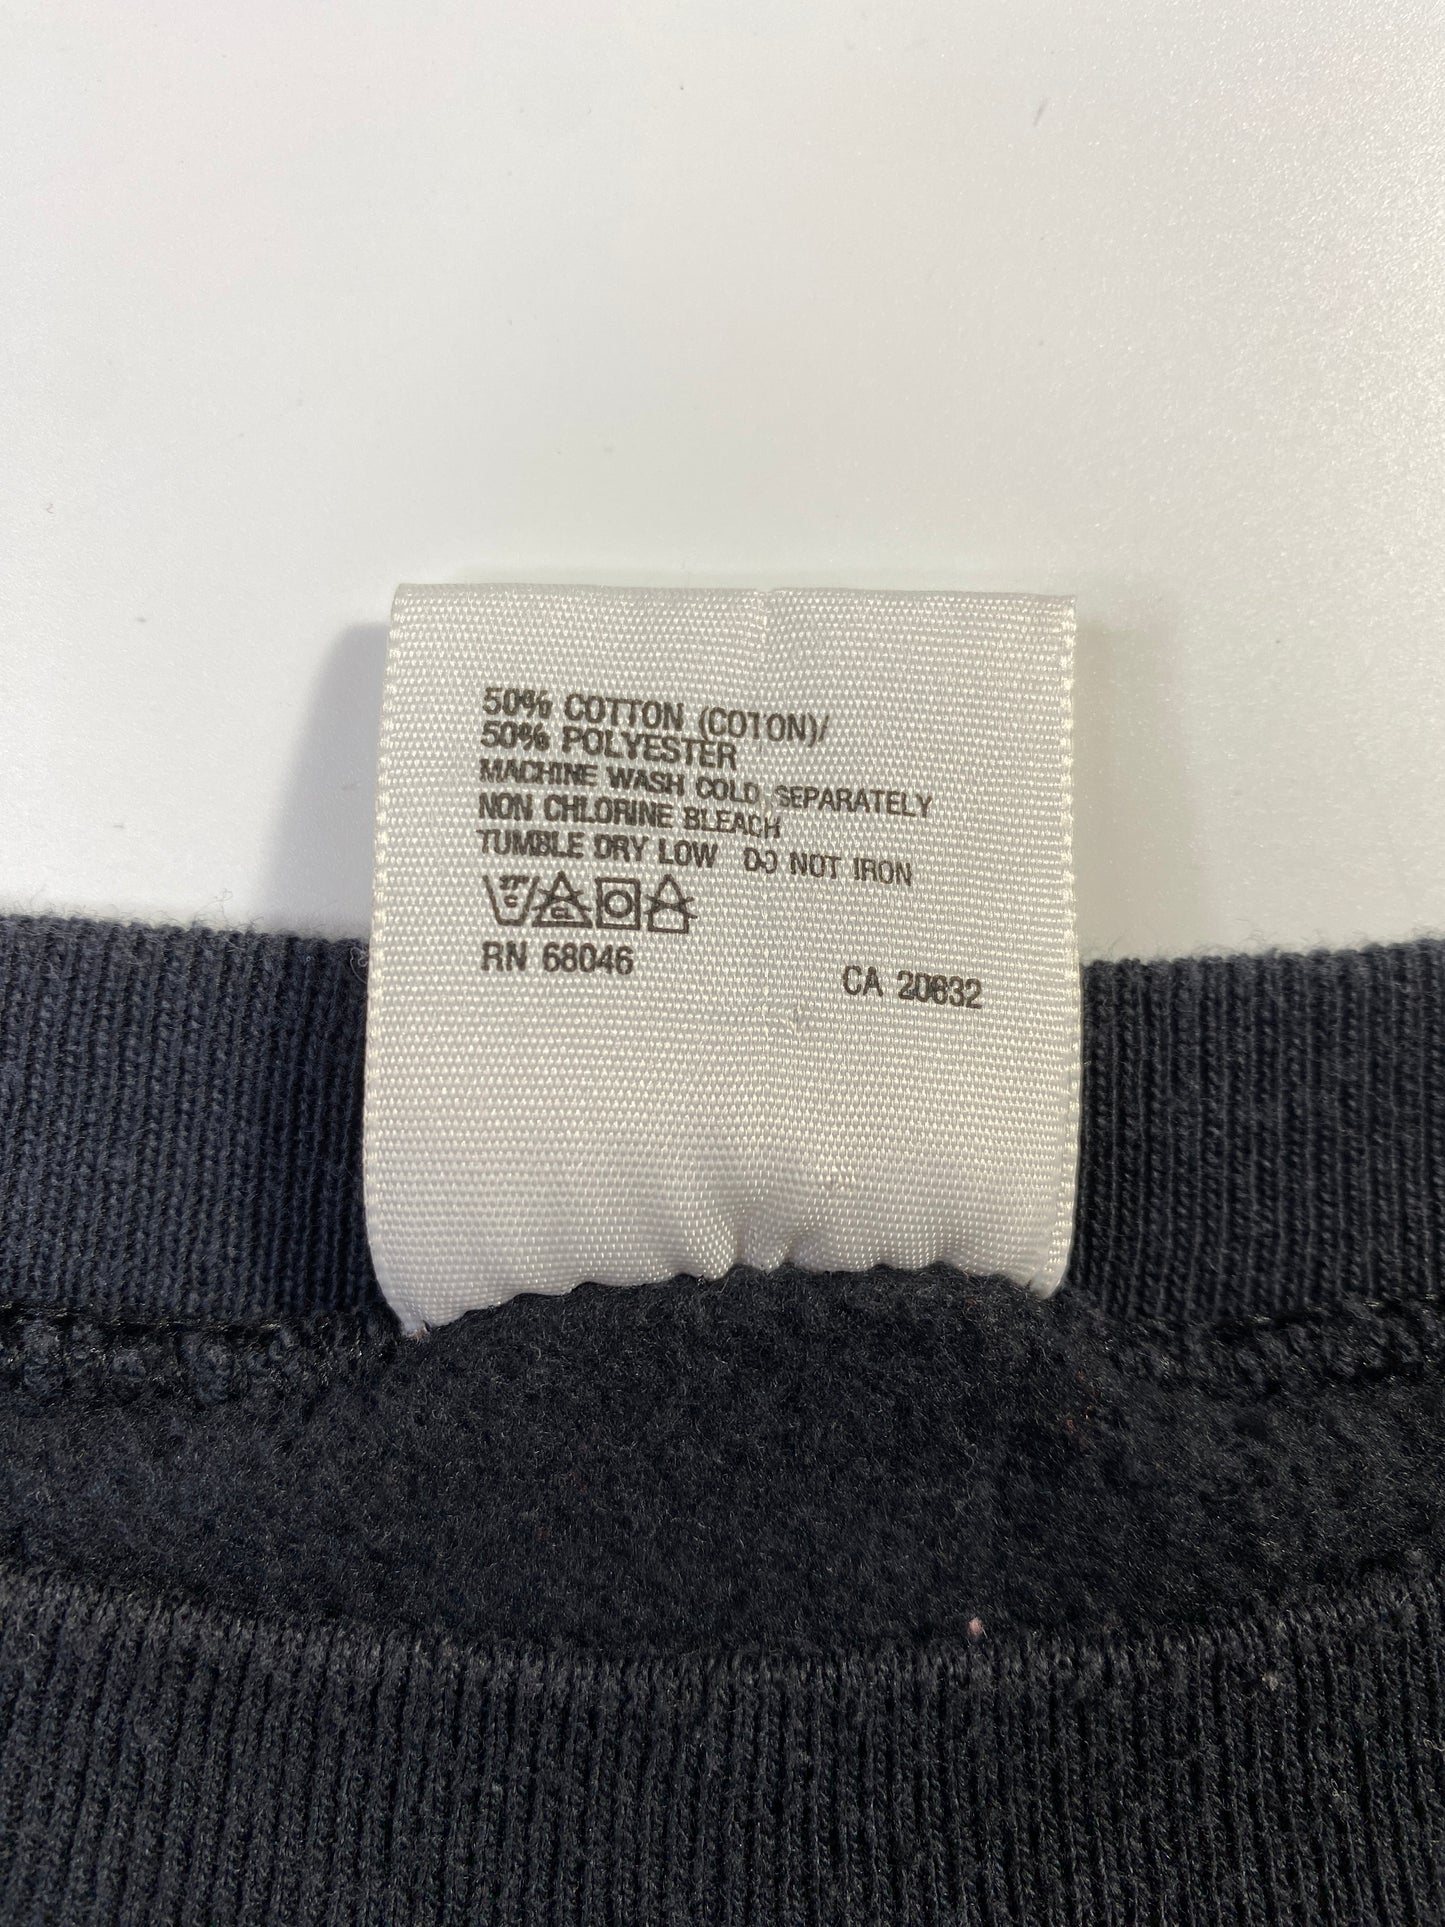 50% COTTON (COTON)/
50% POLYESTER
MACHINE WASH COLD, SEPARATELY
NON CHLORINE BLEACH
TUMBLE DRY LOW DO NOT IRON
CL
RN 68046 CA 20632